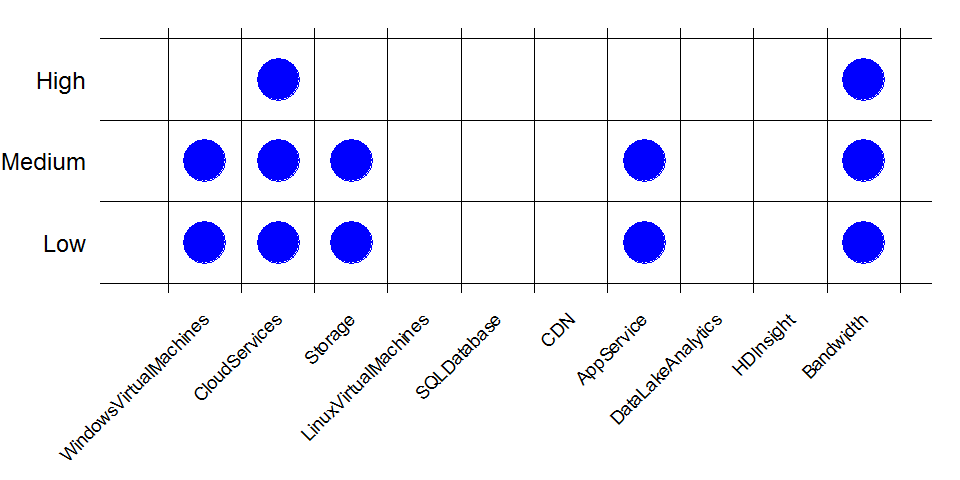 High
Medium
Low
WindowsVirtualMachines
CloudServices
Storage
LinuxVirtualMachines
SQLDatabase
CDN
AppService
DataLakeAnalytics
HDInsight
Bandwidth